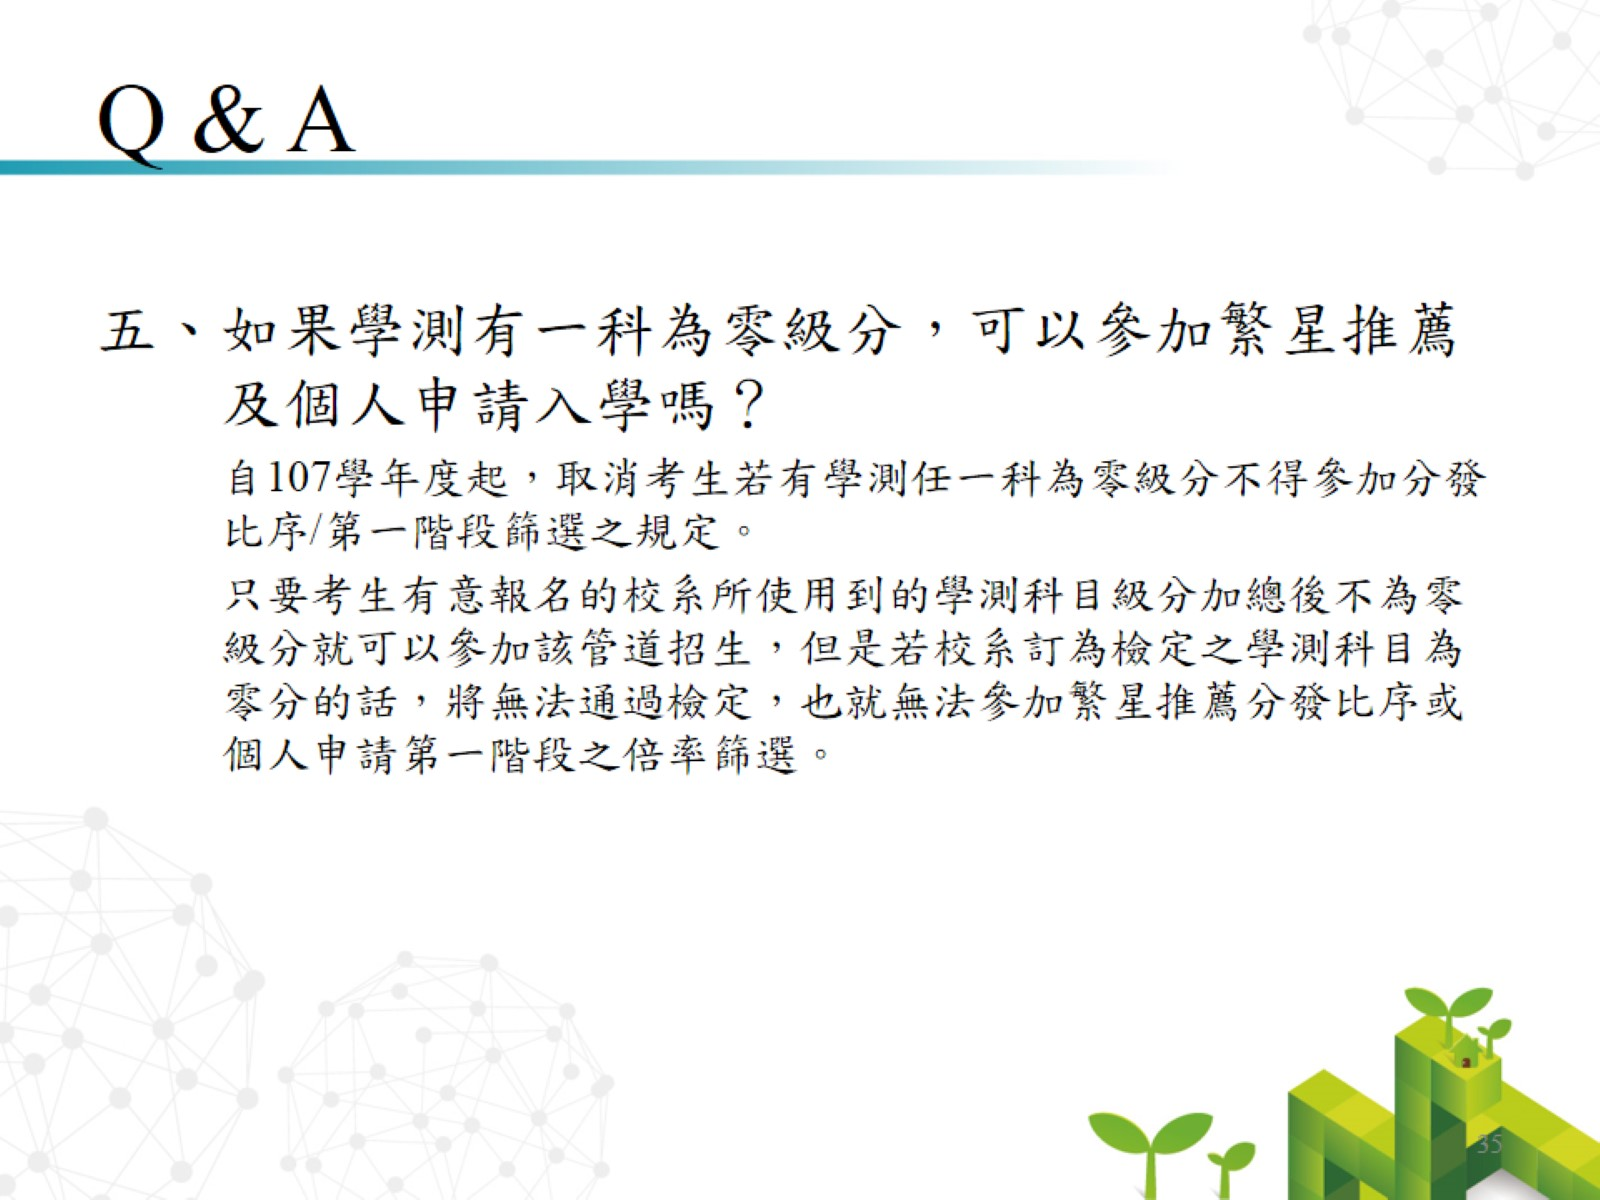 Q & A
五、如果學測有一科為零級分，可以參加繁星推薦
及個人申請入學嗎？
自107學年度起，取消考生若有學測任一科為零級分不得參加分發
比序/第一階段篩選之規定。
只要考生有意報名的校系所使用到的學測科目級分加總後不為零
級分就可以參加該管道招生，但是若校系訂為檢定之學測科目為
零分的話，將無法通過檢定，也就無法參加繁星推薦分發比序或
個人申請第一階段之倍率篩選。
35